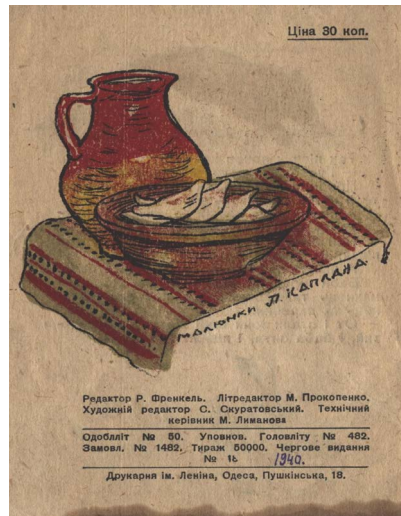 Ціна 30 коп.
МАЛЮНКИ П. КАПЛАНА
Редактор Р. Френкель. Літредактор М. Прокопенко.
Художній редактор С. Скуратовський. Технічний
керівник М. Лиманова
Одобліт № 50. Уповнов. Головліту № 482.
Замовл. № 1482. Тираж 50000. Чергове видання
№ 1940.
Друкарня ім. Леніна, Одеса, Пушкінська, 18.